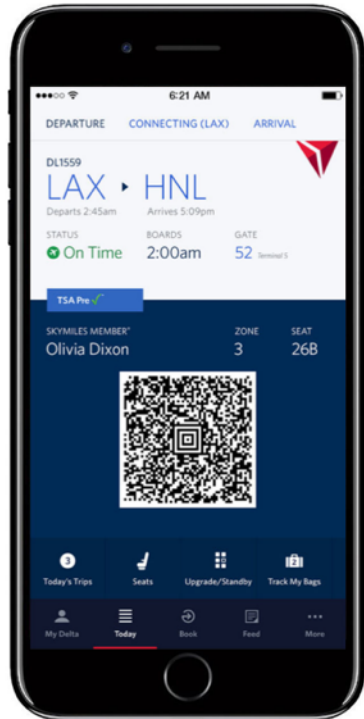 6:21 AM
DEPARTURE CONNECTING (LAX) ARRIVAL
DL1559
LAX ▸ HNL
Departs 2:45am Arrives 5:09pm
STATUS BOARDS GATE
On Time 2:00am 52 Terminal 5
TSA Pre✓
SKYMILES MEMBER® ZONE SEAT
Olivia Dixon 3 26B
3 2
Today's Trips Seats Upgrade/Standby Track My Bags
My Delta Today Book Feed More